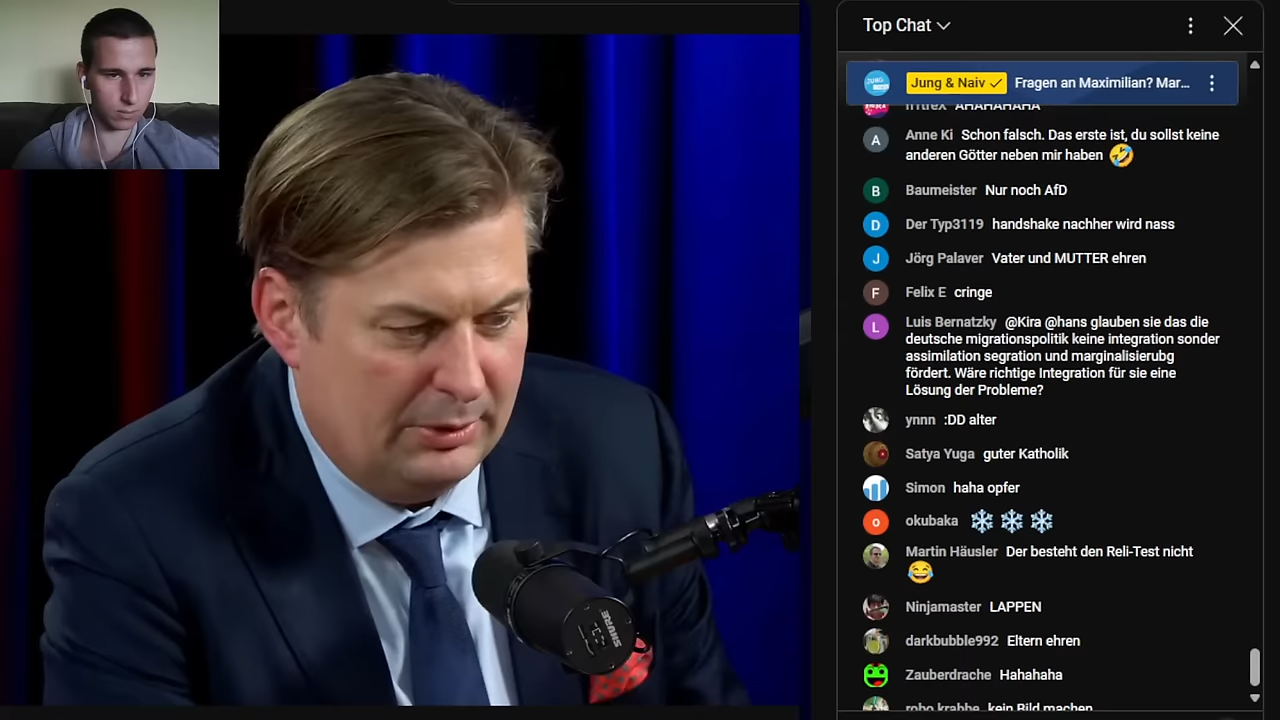 Top Chat
Jung & Naiv Fragen an Maximilian? Mar...
AHAHAHAHA
A Anne Ki Schon falsch. Das erste ist, du sollst keine
anderen Götter neben mir haben 🤣
B Baumeister Nur noch AfD
D Der Typ3119 handshake nachher wird nass
J Jörg Palaver Vater und MUTTER ehren
F Felix E cringe
L Luis Bernatzky @Kira @hans glauben sie das die
deutsche migrationspolitik keine integration sonder
assimilation segration und marginalisierubg
fördert. Wäre richtige Integration für sie eine
Lösung der Probleme?
ynnn :DD alter
Satya Yuga guter Katholik
Simon haha opfer
o okubaka ❄️ ❄️ ❄️
Martin Häusler Der besteht den Reli-Test nicht
😂
Ninjamaster LAPPEN
darkbubble992 Eltern ehren
Zauberdrache Hahahaha
robo krabbe kein Bild machen
SHURE